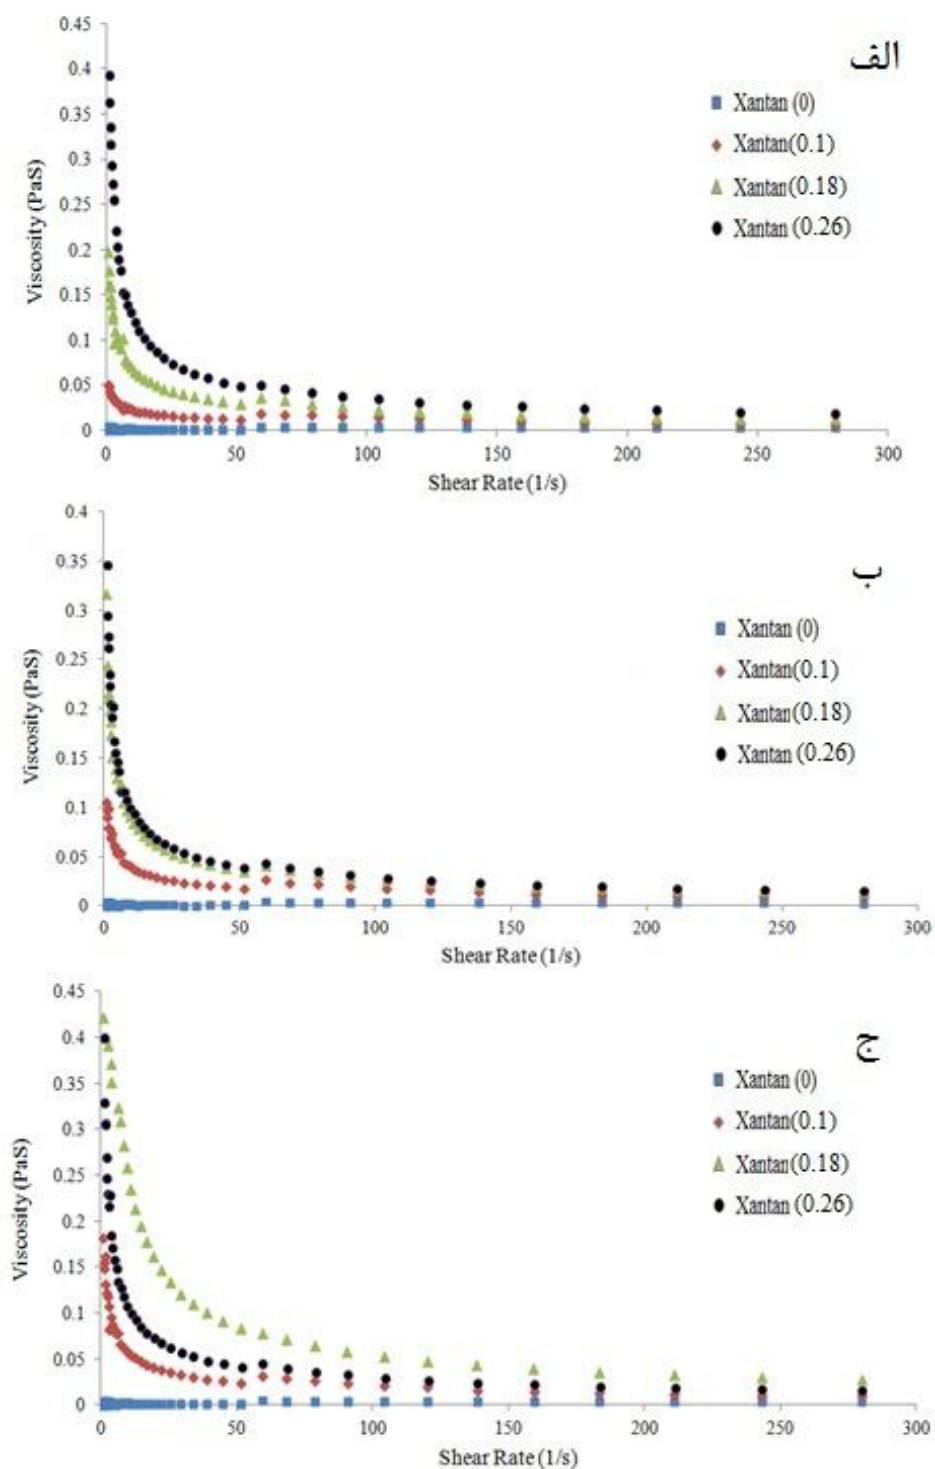 الف
0.45
0.4
0.35
0.3
0.25
0.2
0.15
0.1
0.05
0
Viscosity (PaS)
Xantan (0)
Xantan(0.1)
Xantan(0.18)
Xantan (0.26)
0 50 100 150 200 250 300
Shear Rate (1/s)
ب
0.4
0.35
0.3
0.25
0.2
0.15
0.1
0.05
0
Viscosity (PaS)
Xantan (0)
Xantan(0.1)
Xantan(0.18)
Xantan (0.26)
0 50 100 150 200 250 300
Shear Rate (1/s)
ج
0.45
0.4
0.35
0.3
0.25
0.2
0.15
0.1
0.05
0
Viscosity (PaS)
Xantan (0)
Xantan(0.1)
Xantan(0.18)
Xantan (0.26)
0 50 100 150 200 250 300
Shear Rate (1/s)